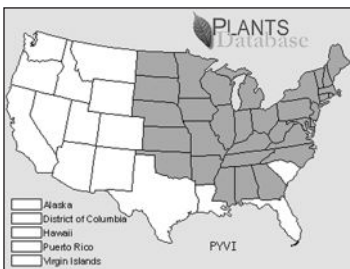 PLANTS
Database
Alaska
District of Columbia
Hawaii
Puerto Rico
Virgin Islands
PYVI